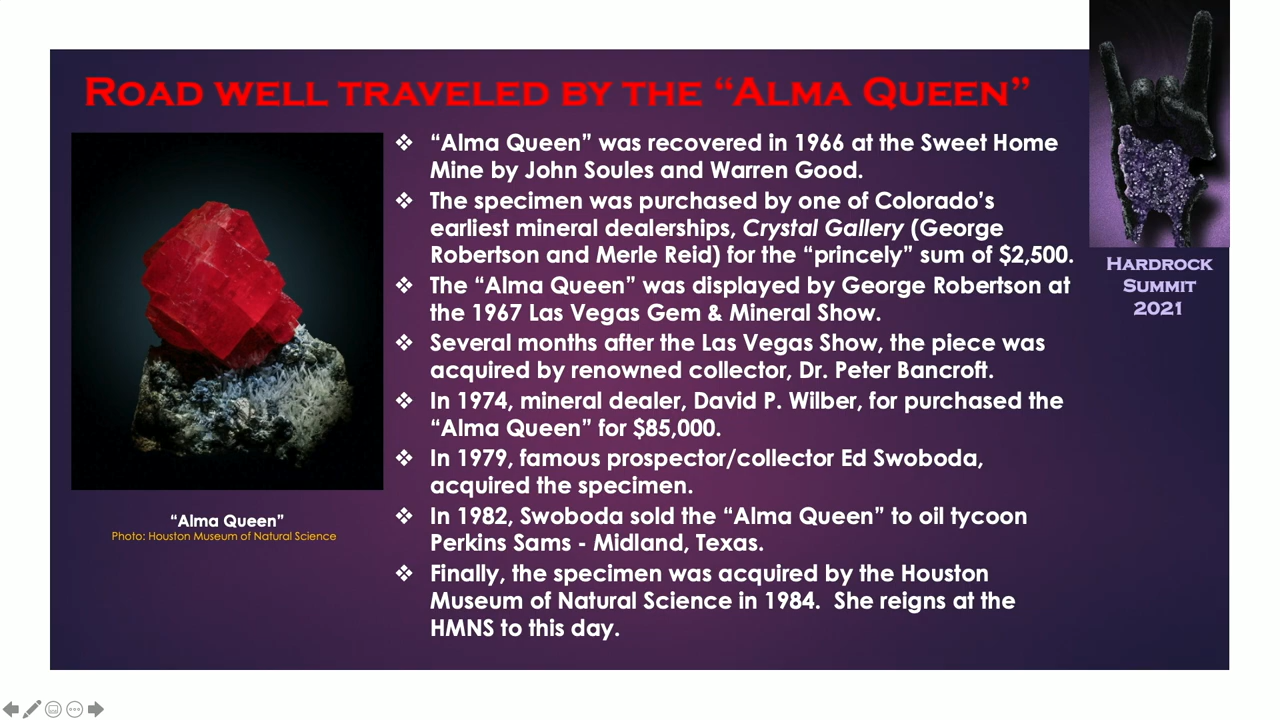 ROAD WELL TRAVELED BY THE “ALMA QUEEN”
❖ “Alma Queen” was recovered in 1966 at the Sweet Home
Mine by John Soules and Warren Good.
❖ The specimen was purchased by one of Colorado’s
earliest mineral dealerships, Crystal Gallery (George
Robertson and Merle Reid) for the “princely” sum of $2,500.
❖ The “Alma Queen” was displayed by George Robertson at
the 1967 Las Vegas Gem & Mineral Show.
❖ Several months after the Las Vegas Show, the piece was
acquired by renowned collector, Dr. Peter Bancroft.
❖ In 1974, mineral dealer, David P. Wilber, for purchased the
“Alma Queen” for $85,000.
❖ In 1979, famous prospector/collector Ed Swoboda,
acquired the specimen.
❖ In 1982, Swoboda sold the “Alma Queen” to oil tycoon
Perkins Sams - Midland, Texas.
❖ Finally, the specimen was acquired by the Houston
Museum of Natural Science in 1984.  She reigns at the
HMNS to this day.
“Alma Queen”
Photo: Houston Museum of Natural Science
HARDROCK
SUMMIT
2021